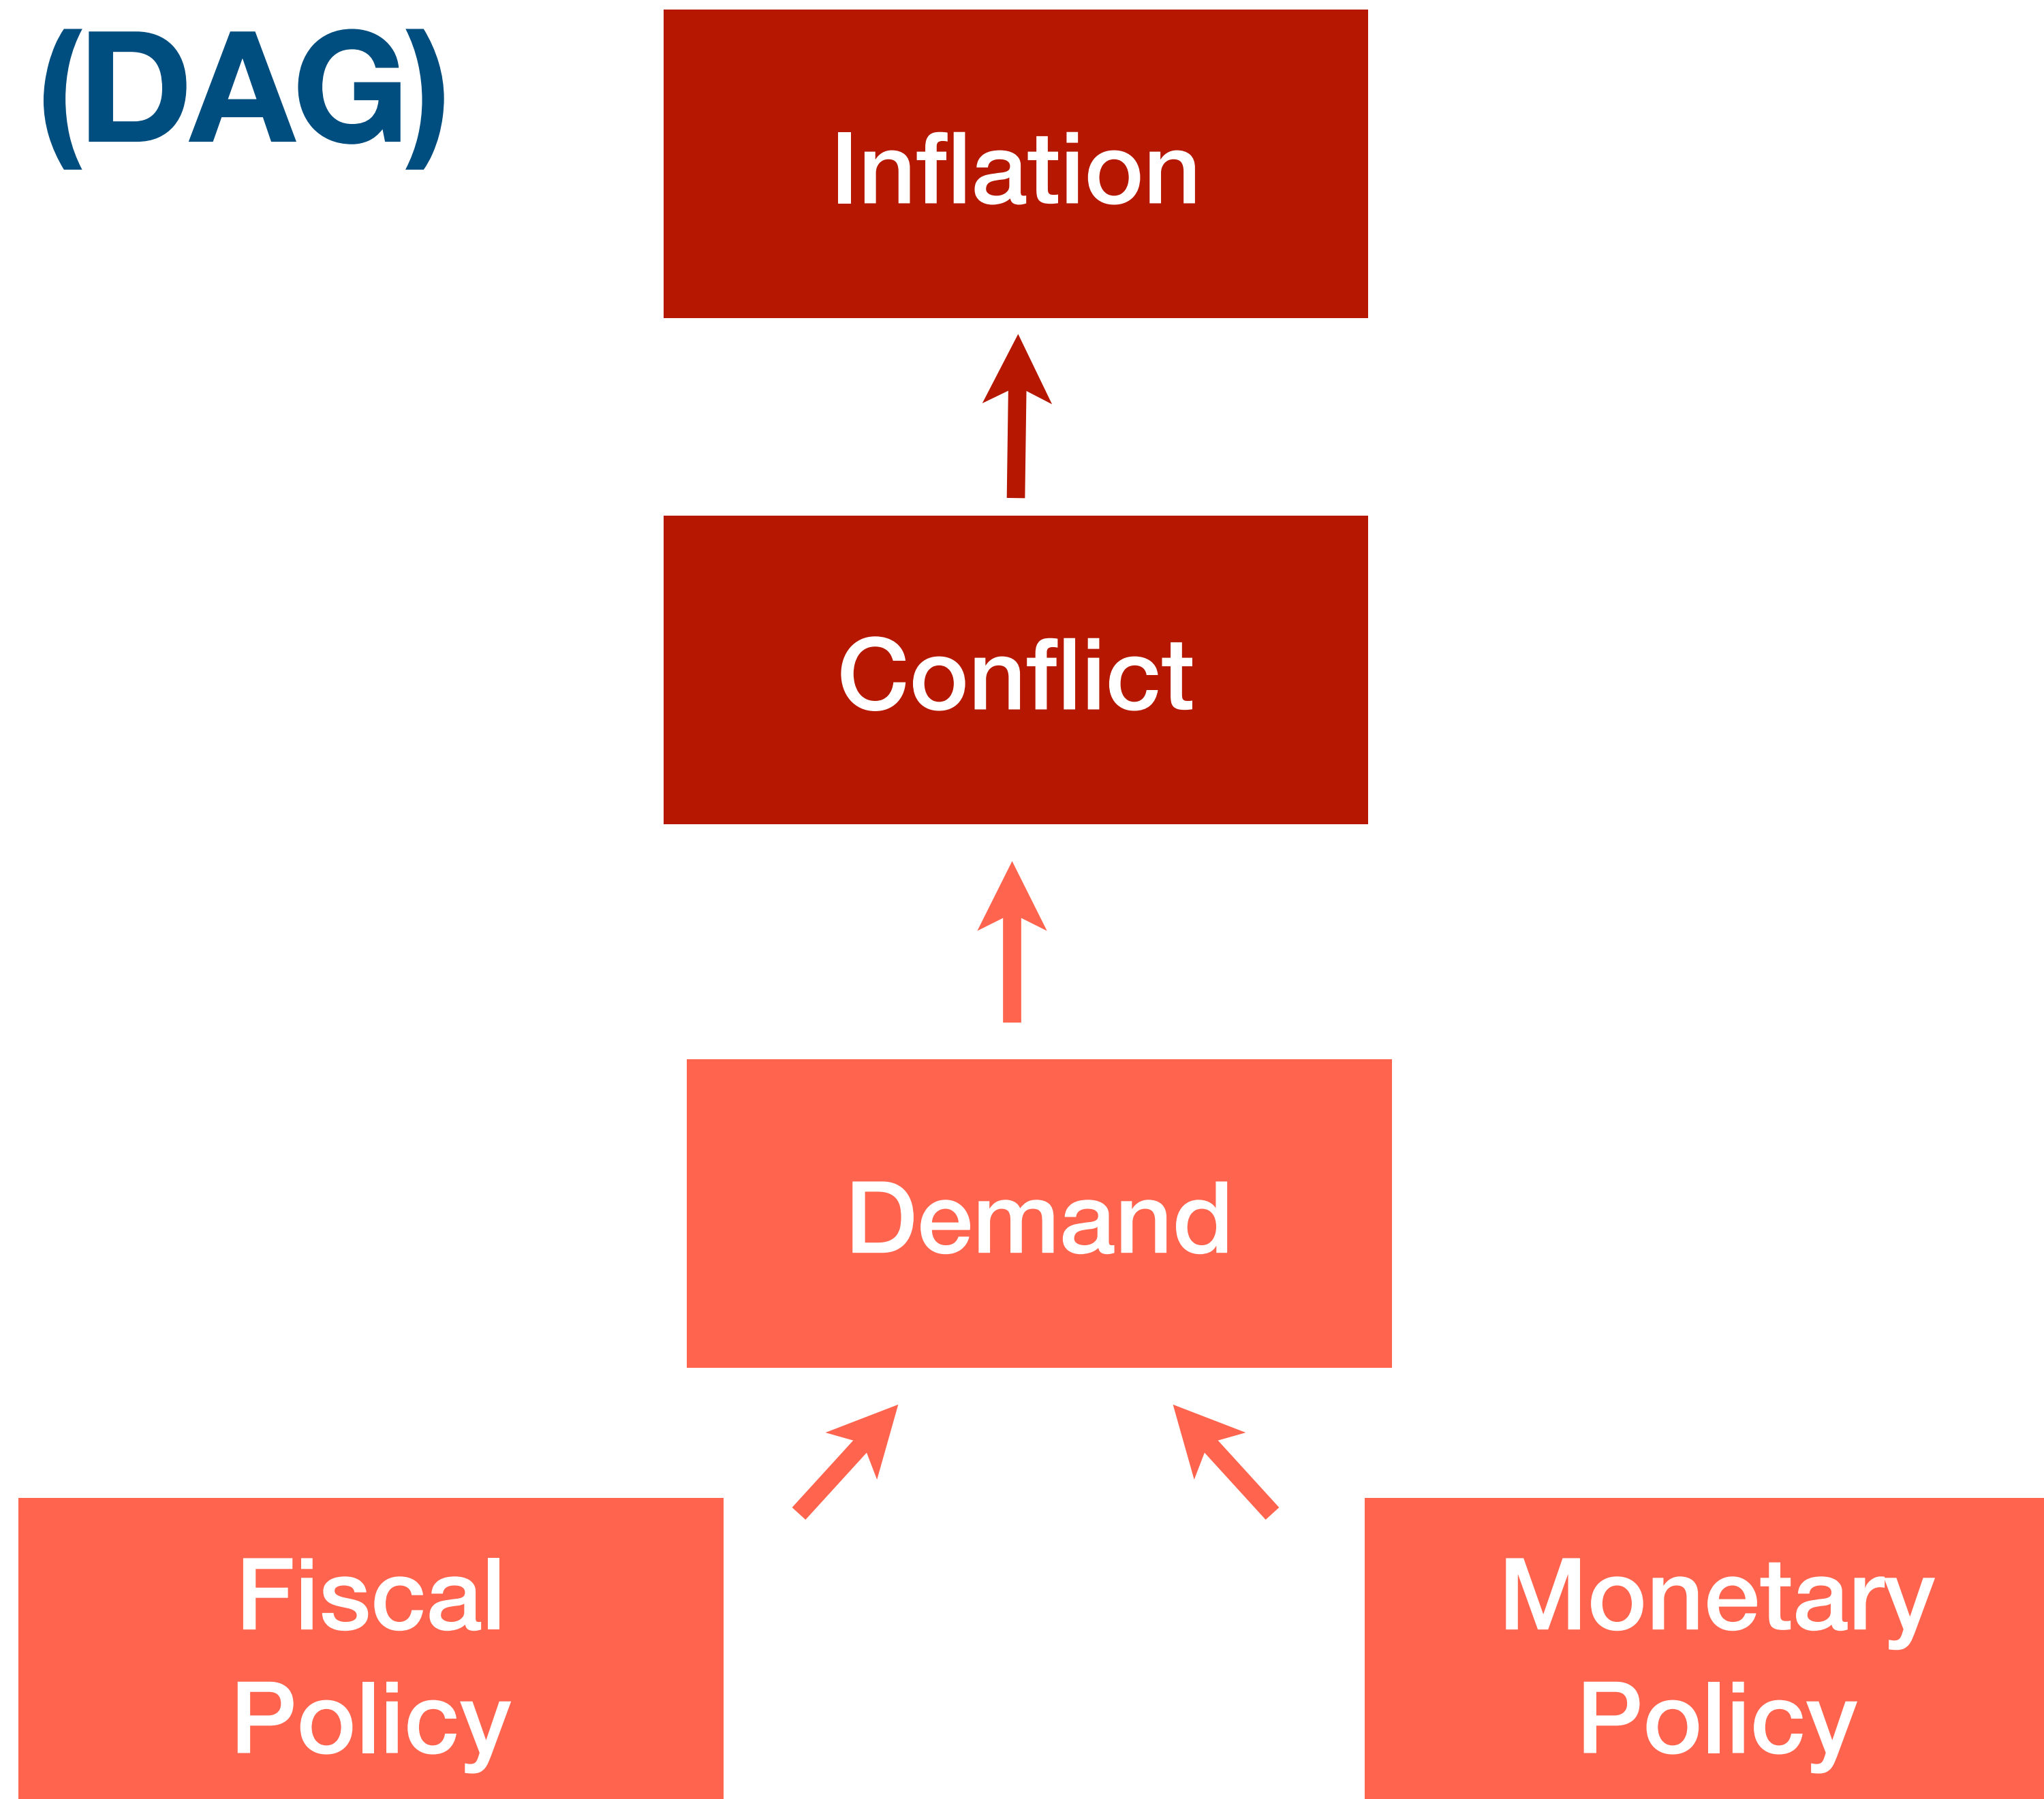 (DAG)
Inflation
Conflict
Demand
Fiscal
Policy
Monetary
Policy